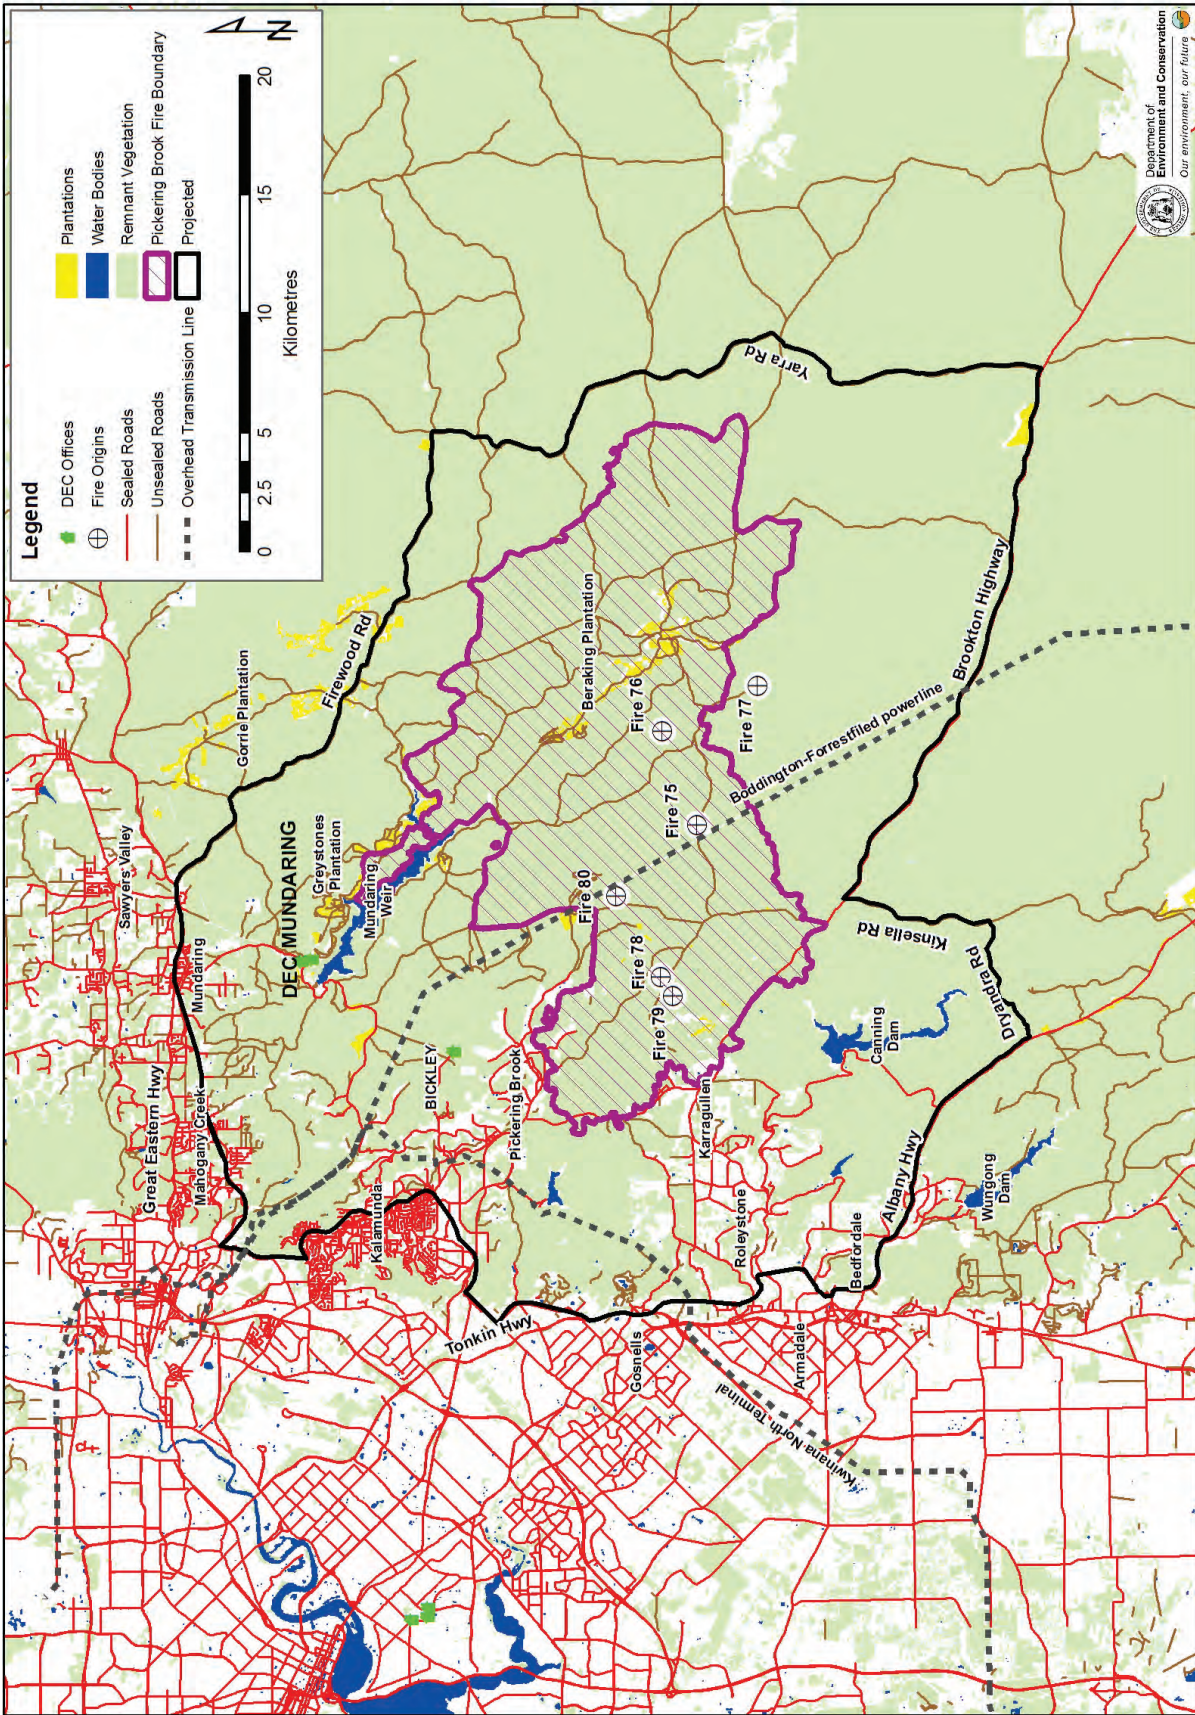 Legend
DEC Offices
Fire Origins
Sealed Roads
Unsealed Roads
Overhead Transmission Line
Plantations
Water Bodies
Remnant Vegetation
Pickering Brook Fire Boundary
Projected
0 2.5 5 10 15 20
Kilometres
N
Great Eastern Hwy
Mahogany Creek
Mundaring
Sawyers Valley
Gorrie Plantation
Firewood Rd
DEC MUNDARING
Greystones
Plantation
Mundaring
Weir
Kalamunda
BICKLEY
Pickering Brook
Beraking Plantation
Fire 80
Fire 76
Fire 78
Fire 79
Fire 75
Fire 77
Yarra Rd
Tonkin Hwy
Gosnells
Karragullen
Roleystone
Boddington-Forrestfiled powerline
Kwinana-North Terminal
Armadale
Bedfordale
Albany Hwy
Canning
Dam
Kinsella Rd
Dryandra Rd
Brookton Highway
Wungong
Dam
Department of
Environment and Conservation
Our environment, our future